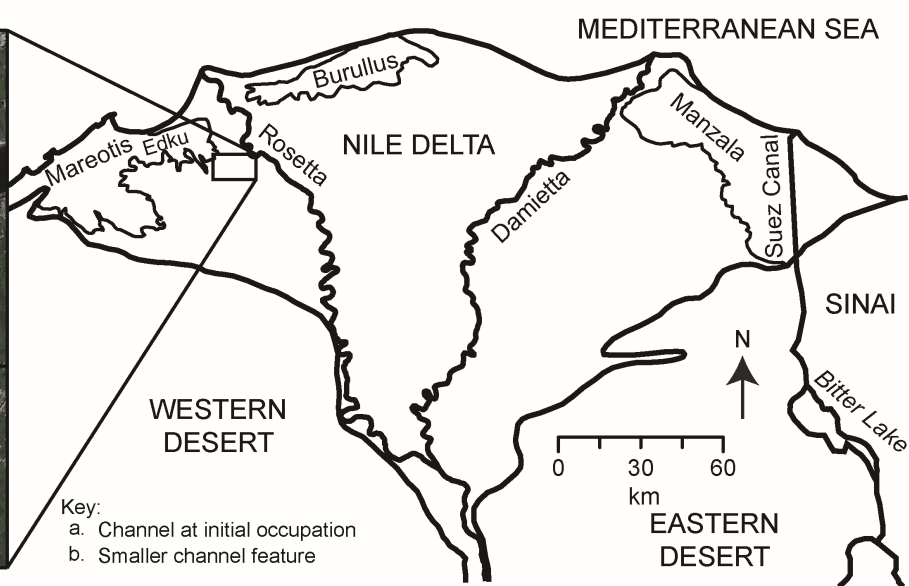 MEDITERRANEAN SEA
Burullus
Manzala
Mareotis
Edku
Rosetta
NILE DELTA
Damietta
Suez Canal
SINAI
N
Bitter Lake
WESTERN
DESERT
0 30 60
km
Key:
a. Channel at initial occupation
b. Smaller channel feature
EASTERN
DESERT